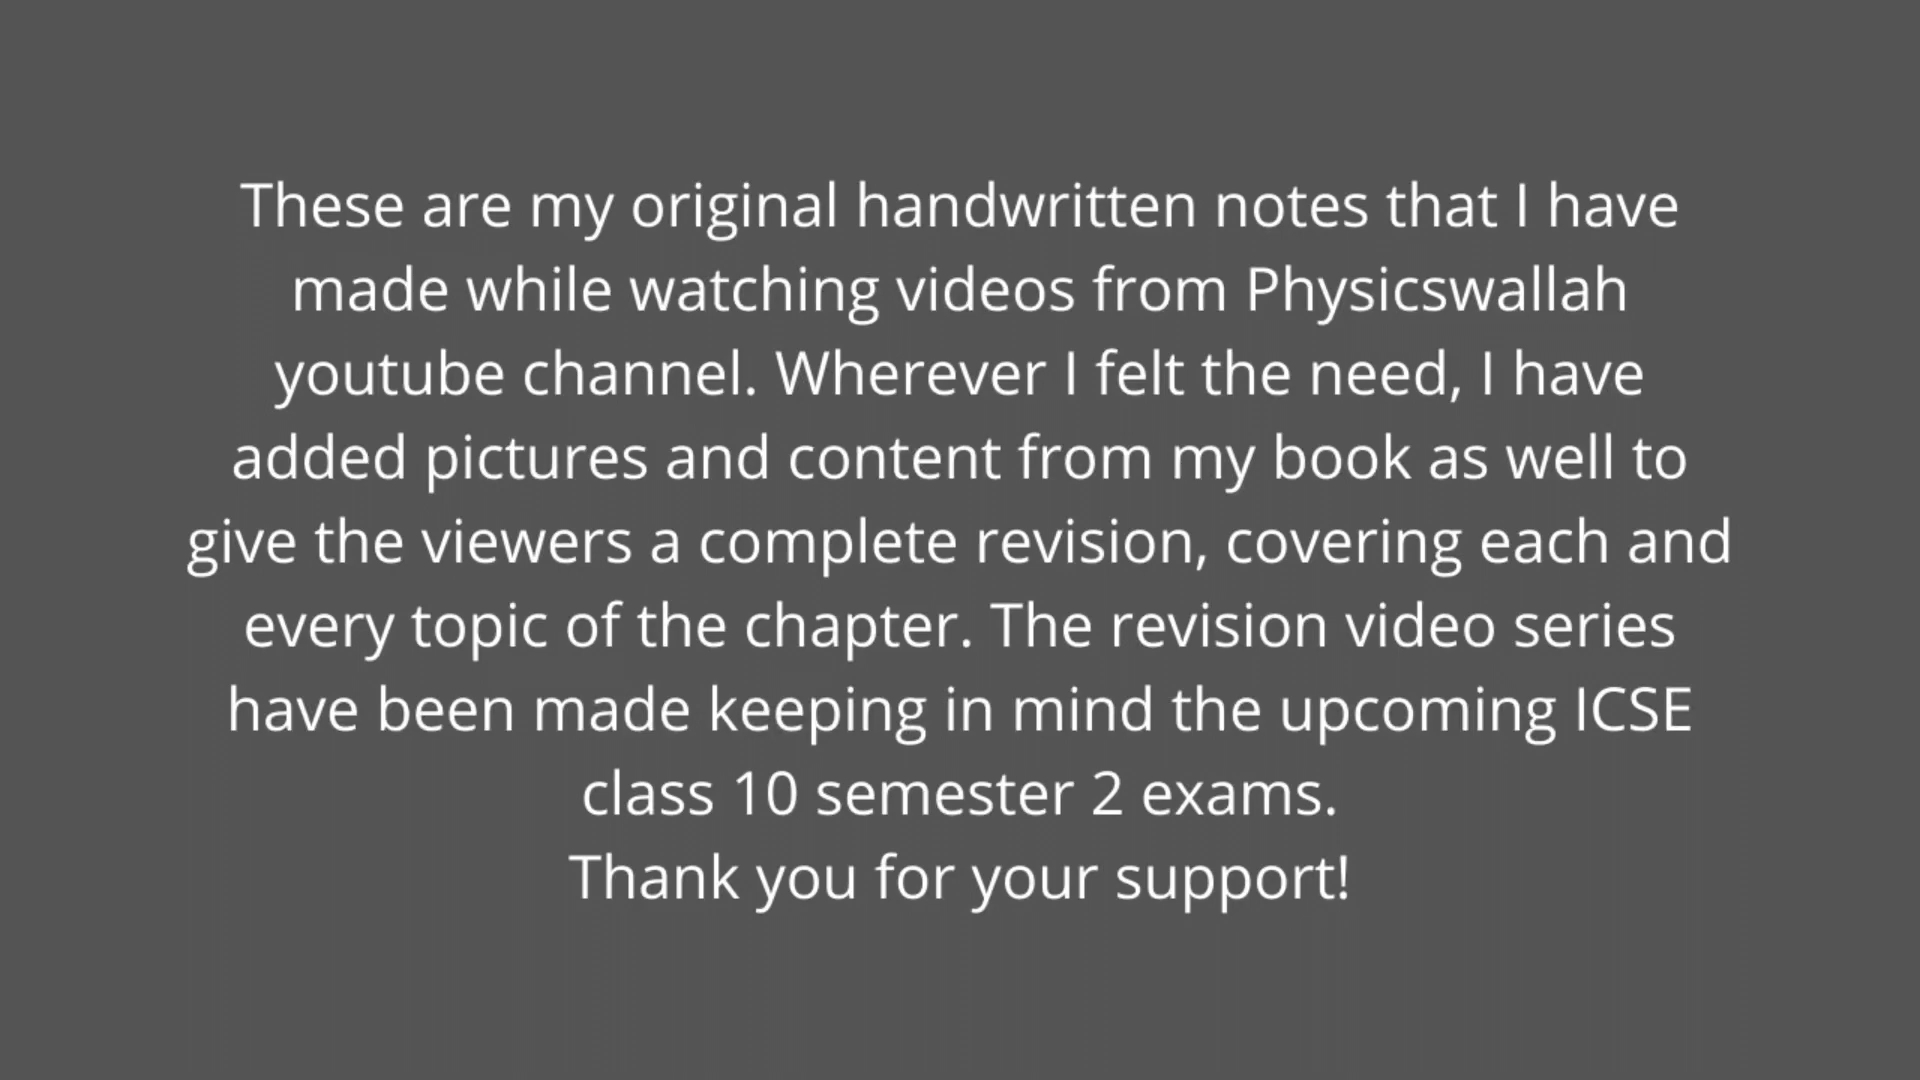 These are my original handwritten notes that I have
made while watching videos from Physicswallah
youtube channel. Wherever I felt the need, I have
added pictures and content from my book as well to
give the viewers a complete revision, covering each and
every topic of the chapter. The revision video series
have been made keeping in mind the upcoming ICSE
class 10 semester 2 exams.
Thank you for your support!